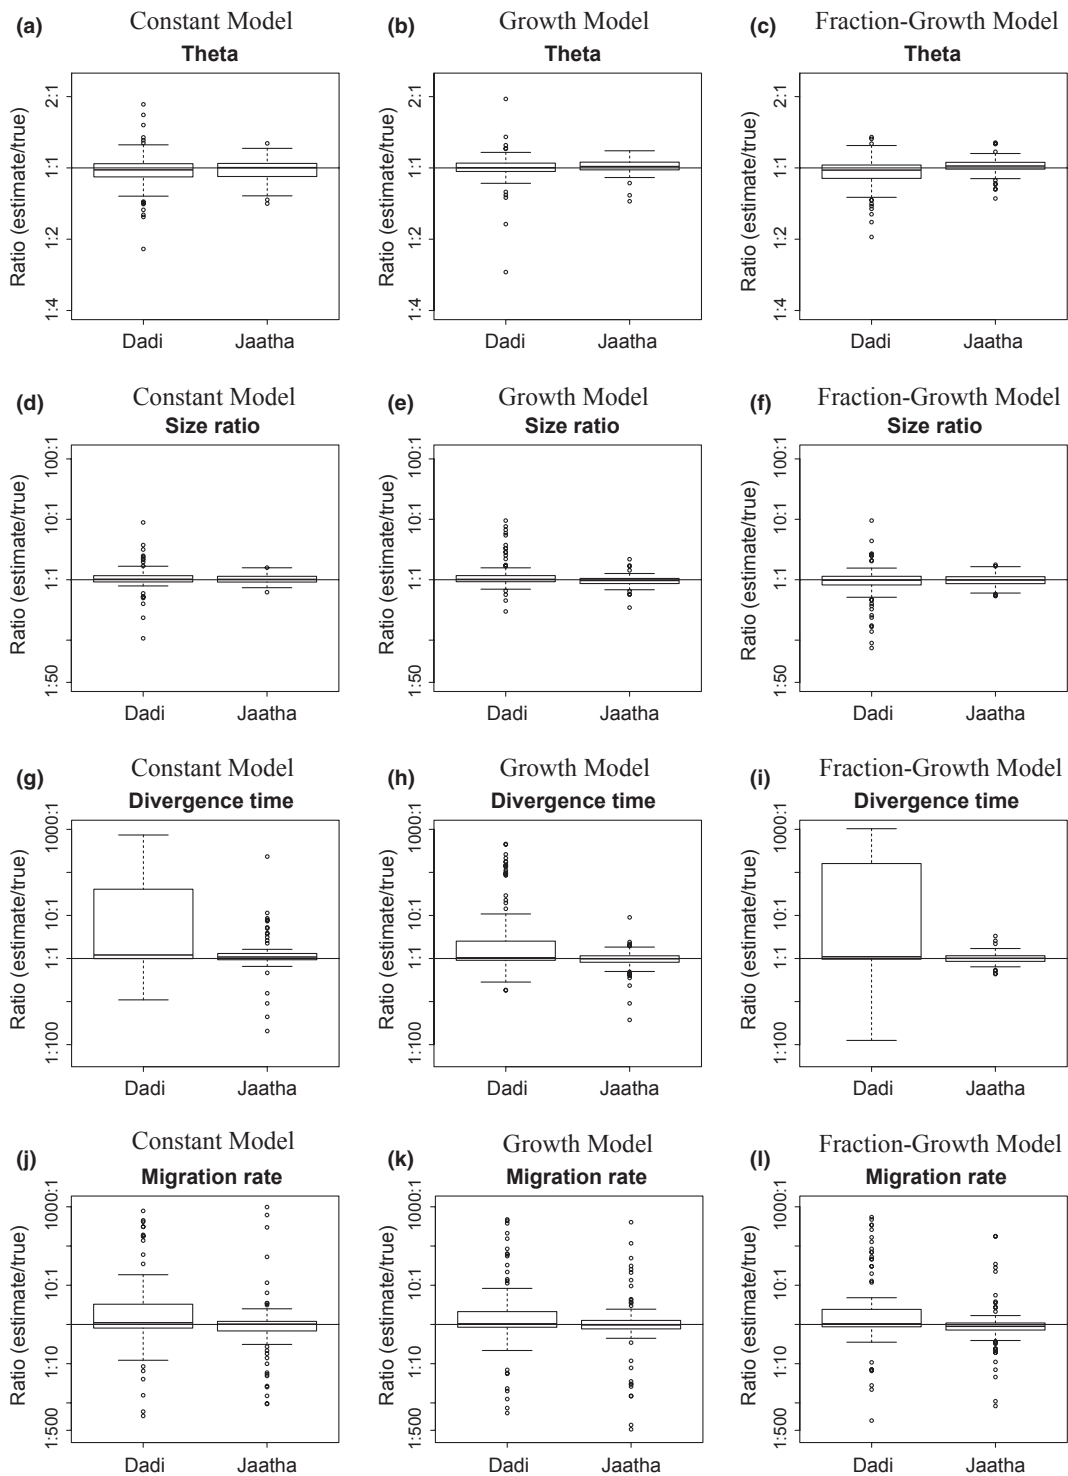 (a) Constant Model
Theta
Ratio (estimate/true)
2:1
1:1
1:2
1:4
Dadi Jaatha
(b) Growth Model
Theta
Ratio (estimate/true)
2:1
1:1
1:2
1:4
Dadi Jaatha
(c) Fraction-Growth Model
Theta
Ratio (estimate/true)
2:1
1:1
1:2
1:4
Dadi Jaatha
(d) Constant Model
Size ratio
Ratio (estimate/true)
100:1
10:1
1:1
1:50
Dadi Jaatha
(e) Growth Model
Size ratio
Ratio (estimate/true)
100:1
10:1
1:1
1:50
Dadi Jaatha
(f) Fraction-Growth Model
Size ratio
Ratio (estimate/true)
100:1
10:1
1:1
1:50
Dadi Jaatha
(g) Constant Model
Divergence time
Ratio (estimate/true)
1000:1
10:1
1:1
1:100
Dadi Jaatha
(h) Growth Model
Divergence time
Ratio (estimate/true)
1000:1
10:1
1:1
1:100
Dadi Jaatha
(i) Fraction-Growth Model
Divergence time
Ratio (estimate/true)
1000:1
10:1
1:1
1:100
Dadi Jaatha
(j) Constant Model
Migration rate
Ratio (estimate/true)
1000:1
10:1
1:10
1:500
Dadi Jaatha
(k) Growth Model
Migration rate
Ratio (estimate/true)
1000:1
10:1
1:10
1:500
Dadi Jaatha
(l) Fraction-Growth Model
Migration rate
Ratio (estimate/true)
1000:1
10:1
1:10
1:500
Dadi Jaatha